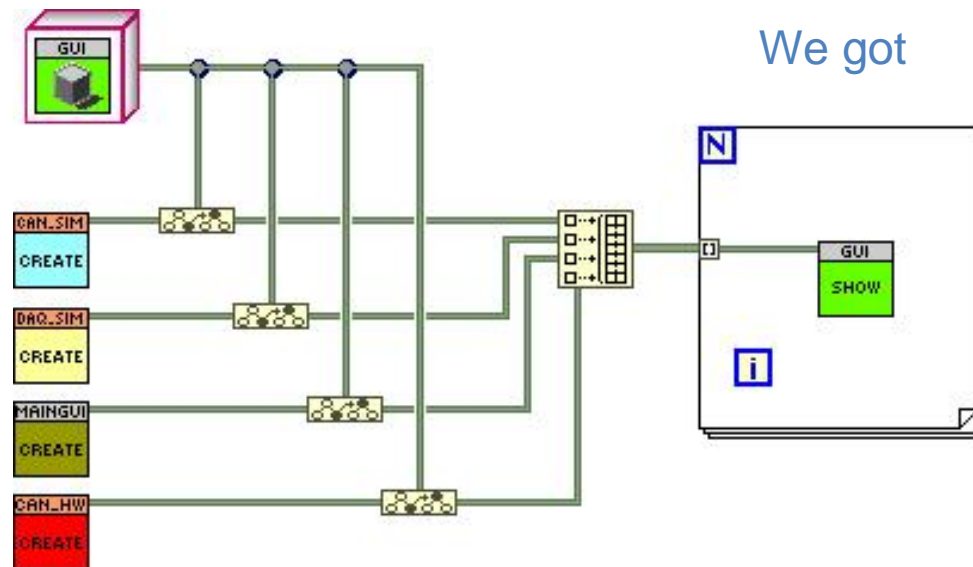 We got
GUI
N
CAN_SIM
CREATE
GUI
SHOW
DAQ_SIM
CREATE
i
MAINGUI
CREATE
CAN_HW
CREATE